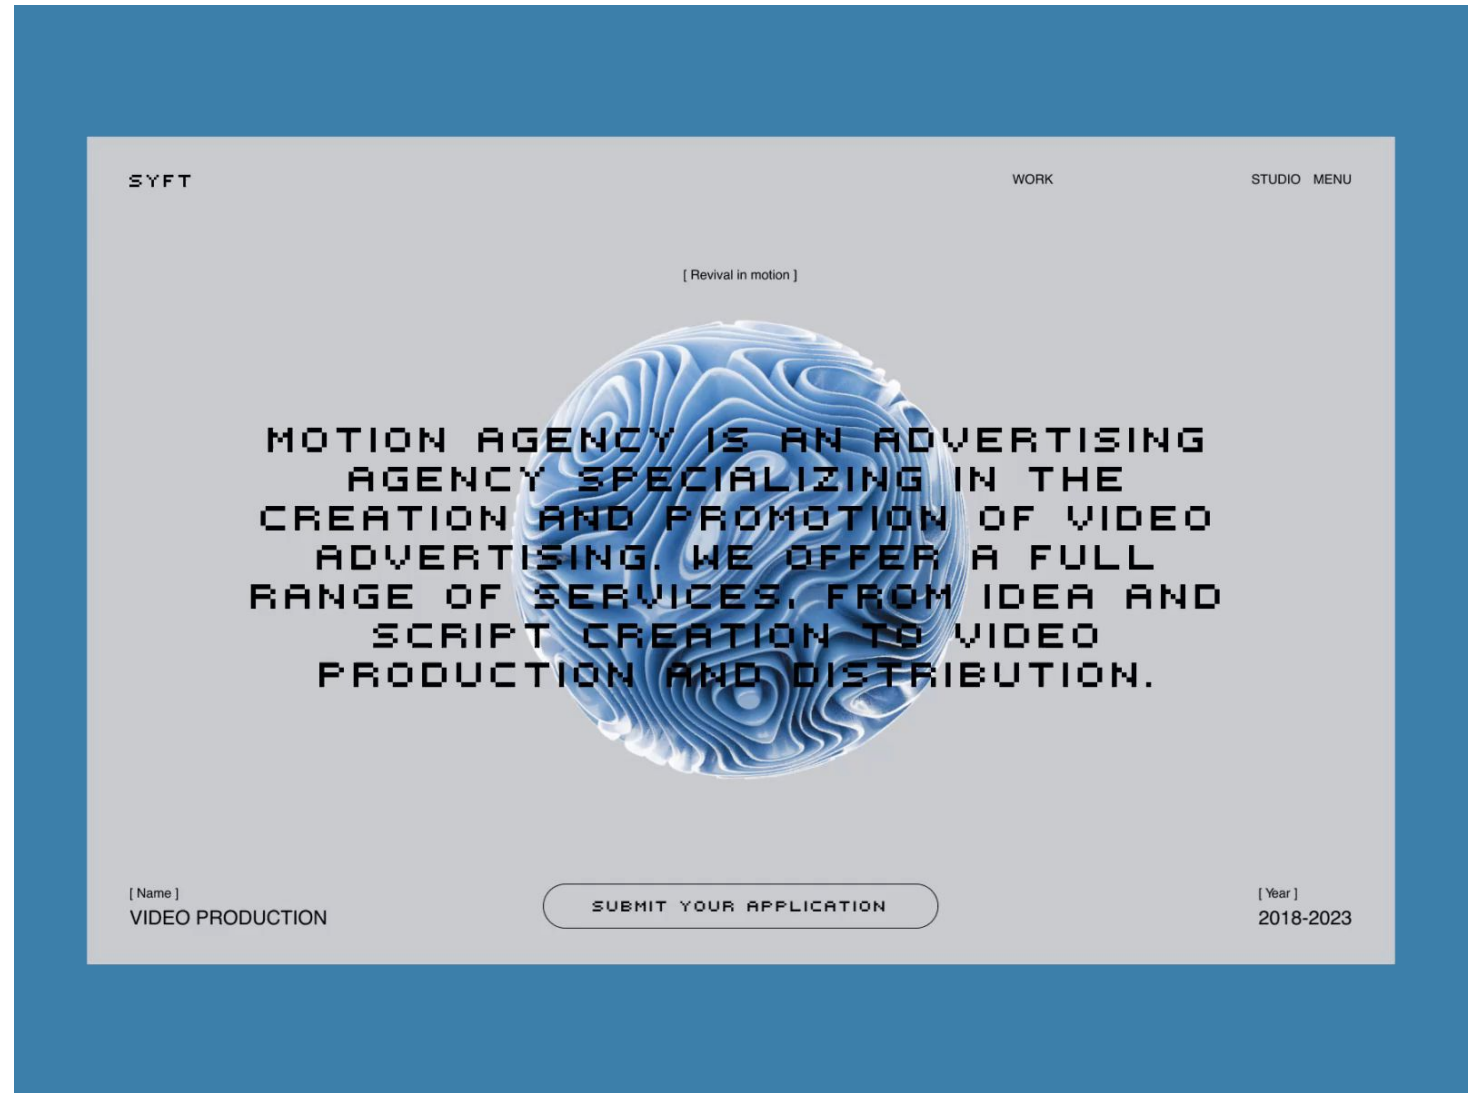 SYFT
WORK
STUDIO MENU
[ Revival in motion ]
MOTION AGENCY IS AN ADVERTISING
AGENCY SPECIALIZING IN THE
CREATION AND PROMOTION OF VIDEO
ADVERTISING. WE OFFER A FULL
RANGE OF SERVICES, FROM IDEA AND
SCRIPT CREATION TO VIDEO
PRODUCTION AND DISTRIBUTION.
[ Name ]
VIDEO PRODUCTION
SUBMIT YOUR APPLICATION
[ Year ]
2018-2023